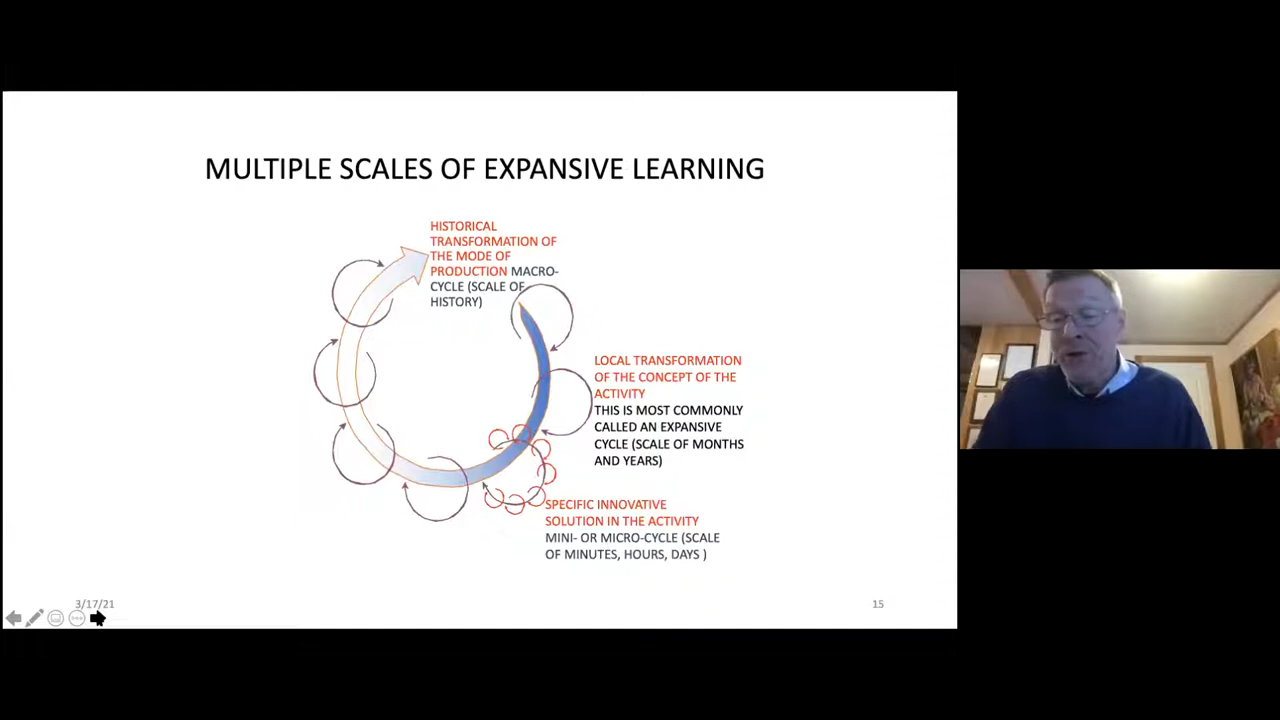 MULTIPLE SCALES OF EXPANSIVE LEARNING
HISTORICAL
TRANSFORMATION OF
THE MODE OF
PRODUCTION MACRO-
CYCLE (SCALE OF
HISTORY)
LOCAL TRANSFORMATION
OF THE CONCEPT OF THE
ACTIVITY
THIS IS MOST COMMONLY
CALLED AN EXPANSIVE
CYCLE (SCALE OF MONTHS
AND YEARS)
SPECIFIC INNOVATIVE
SOLUTION IN THE ACTIVITY
MINI- OR MICRO-CYCLE (SCALE
OF MINUTES, HOURS, DAYS )
3/17/21
15